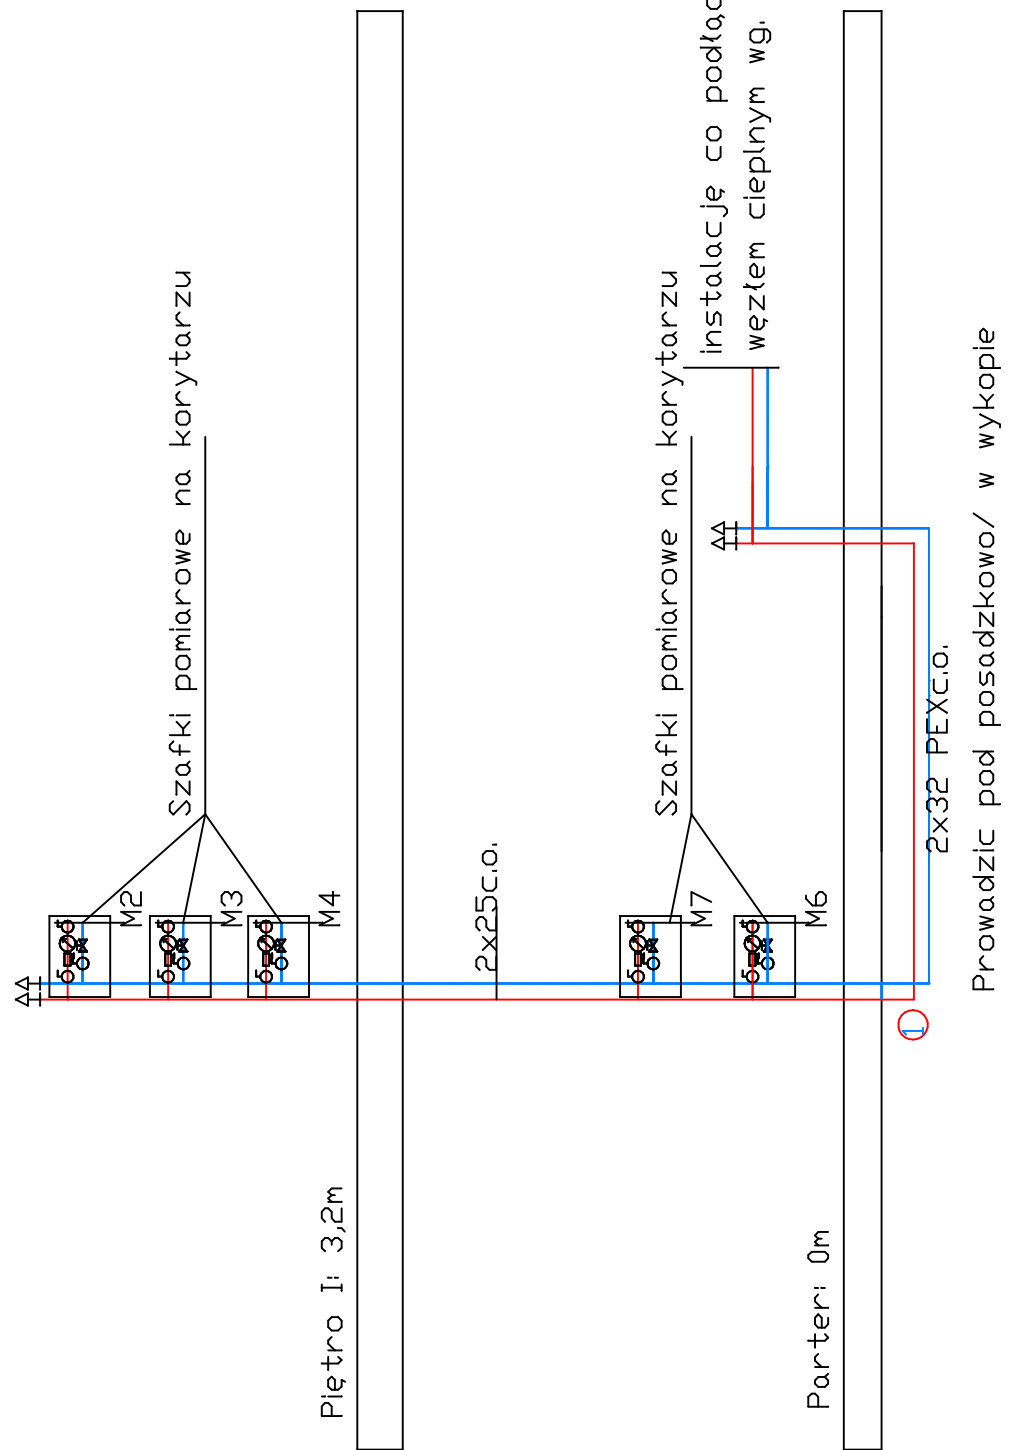 Szafki pomiarowe na korytarzu
M2
M3
M4
Piętro I: 3,2m
2x25c.o.
Szafki pomiarowe na korytarzu
M7
M6
instalację co
węzłem cieplnym wg.
Parter: 0m
2x32 PEXc.o.
1
Prowadzic pod posadzkowo/ w wykopie